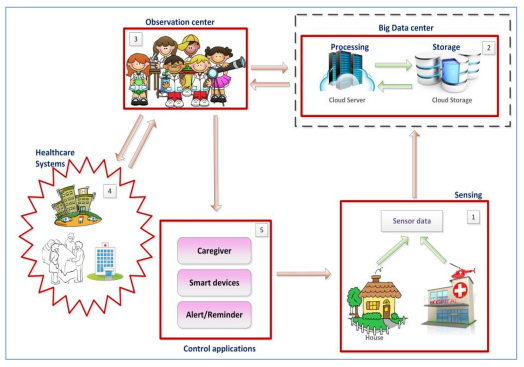 Observation center
3
Big Data center
Processing
Storage
2
Cloud Server
Cloud Storage
Healthcare
Systems
4
Sensing
5
1
Sensor data
Caregiver
Smart devices
Alert/Reminder
HOSPITAL
House
Control applications